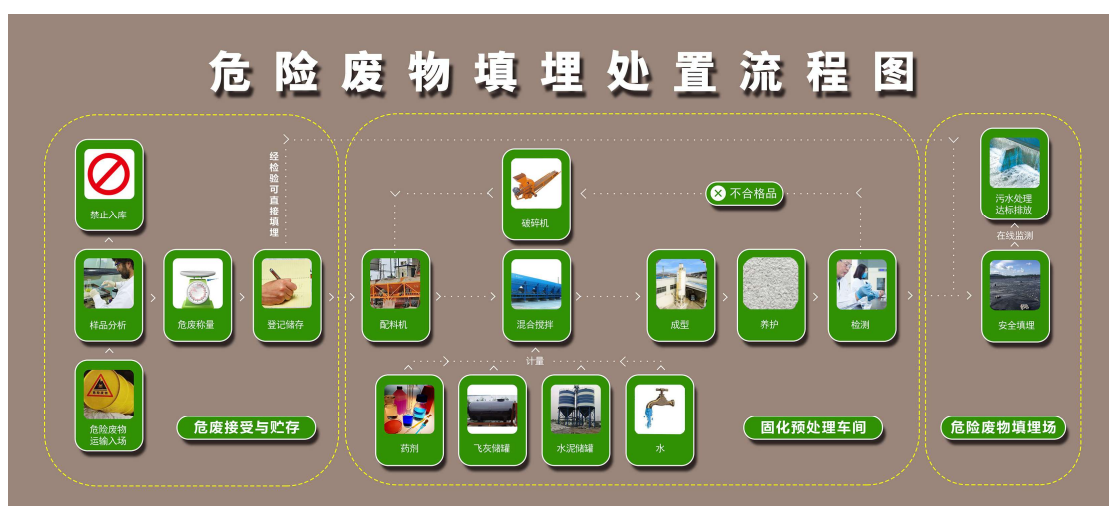 危险废物填埋处置流程图
经检验可直接填埋
禁止入库
样品分析
危险废物
运输入场
危废称量
登记储存
危废接受与贮存
破碎机
不合格品
配料机
混合搅拌
成型
养护
检测
计量
药剂
飞灰储罐
水泥储罐
水
固化预处理车间
污水处理
达标排放
在线监测
安全填埋
危险废物填埋场